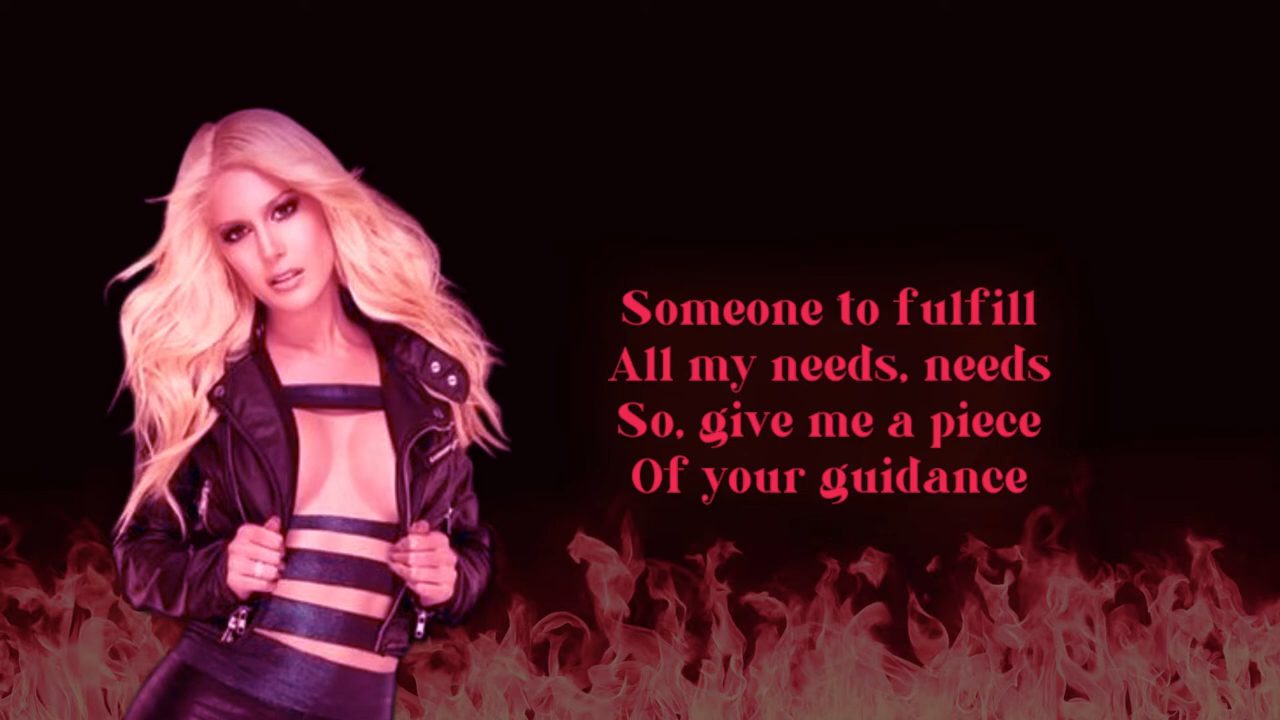 Someone to fulfill
All my needs, needs
So, give me a piece
Of your guidance